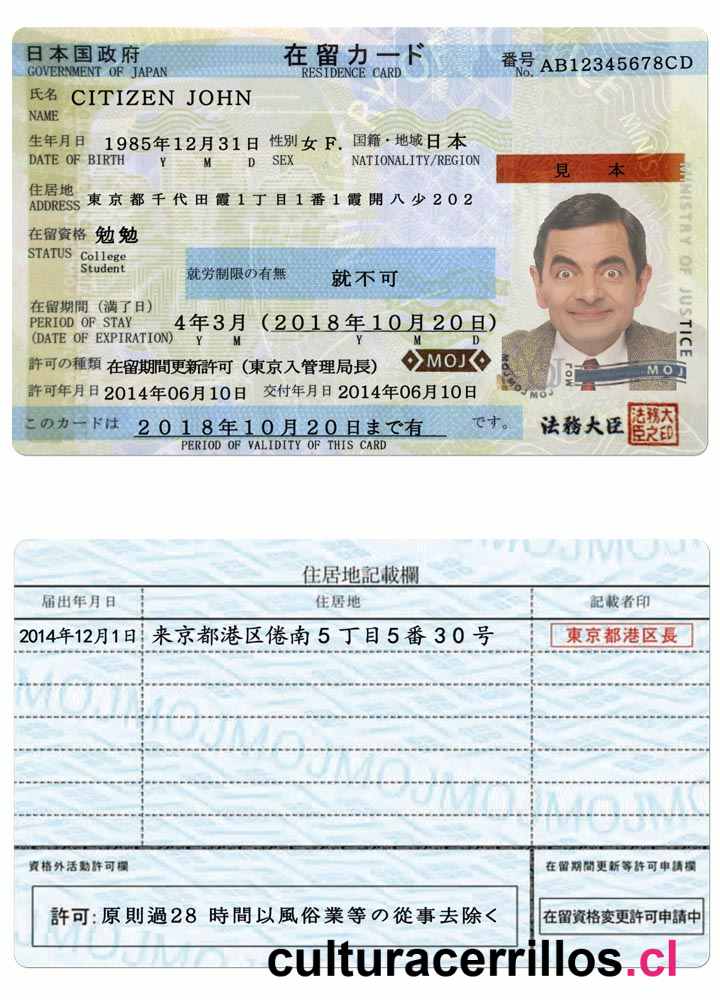 日本国政府
GOVERNMENT OF JAPAN
在留カード
RESIDENCE CARD
番号 No. AB12345678CD
氏名 CITIZEN JOHN
NAME
生年月日 1985年12月31日 性別 女 F. 国籍・地域 日本
DATE OF BIRTH Y M D SEX NATIONALITY/REGION
見本
住居地 東京都千代田霞1丁目1番1霞開八少202
ADDRESS
在留資格 勉勉
STATUS College
Student
就労制限の有無 就不可
在留期間(満了日)
PERIOD OF STAY 4年3月(2018年10月20日)
(DATE OF EXPIRATION) Y M Y M D
MOJ
許可の種類 在留期間更新許可(東京入管理局長)
許可年月日 2014年06月10日 交付年月日 2014年06月10日
このカードは 2018年10月20日まで有 です。
PERIOD OF VALIDITY OF THIS CARD
MINISTRY OF JUSTICE
MOJ
法務大臣
法務大臣之印
住居地記載欄
届出年月日 住居地 記載者印
2014年12月1日 来京都港区倦南5丁目5番30号 東京都港区長
MOJMOJMOJMOJMOJMOJMOJ
資格外活動許可欄 在留期間更新等許可申請欄
許可:原則過28 時間以風俗業等の從事去除く
在留資格変更許可申請中
culturacerrillos.cl